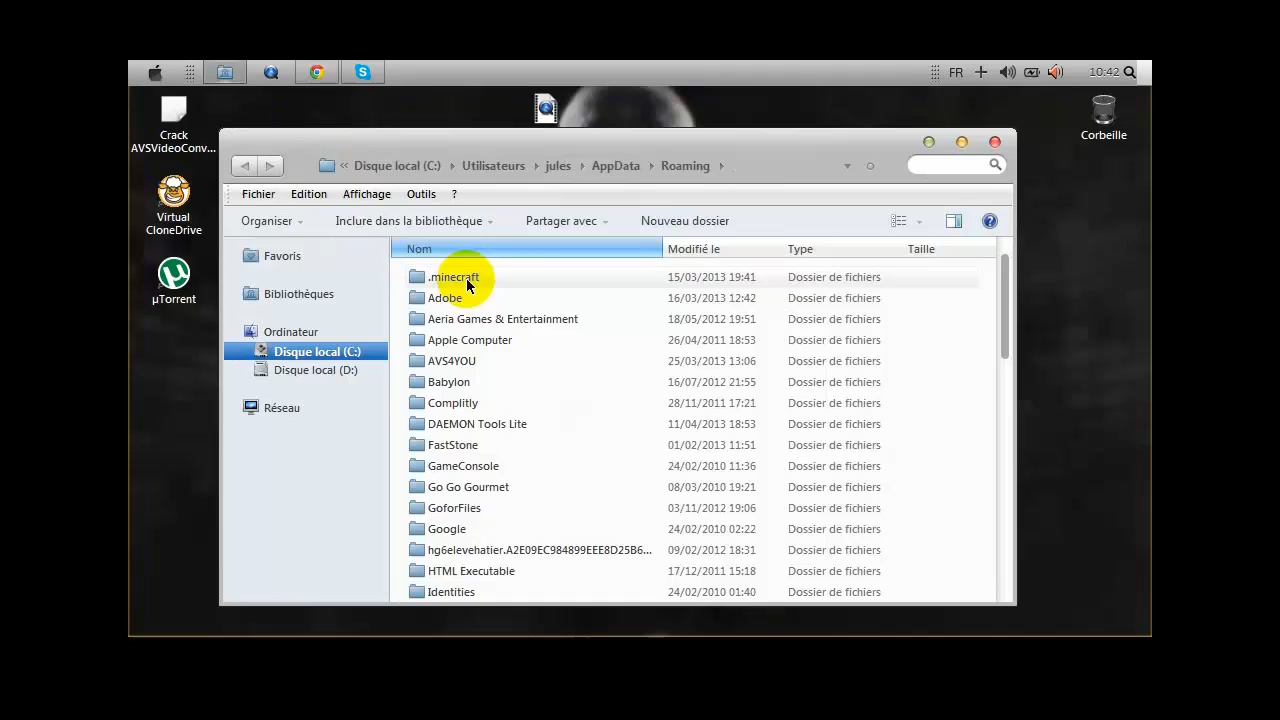 FR 10:42
Crack
AVSVideoConv...
Virtual
CloneDrive
µTorrent
Corbeille
« Disque local (C:) Utilisateurs jules AppData Roaming
Fichier Edition Affichage Outils ?
Organiser Inclure dans la bibliothèque Partager avec Nouveau dossier
Favoris
Bibliothèques
Ordinateur
Disque local (C:)
Disque local (D:)
Réseau
Nom Modifié le Type Taille
.minecraft 15/03/2013 19:41 Dossier de fichiers
Adobe 16/03/2013 12:42 Dossier de fichiers
Aeria Games & Entertainment 18/05/2012 19:51 Dossier de fichiers
Apple Computer 26/04/2011 18:53 Dossier de fichiers
AVS4YOU 25/03/2013 13:06 Dossier de fichiers
Babylon 16/07/2012 21:55 Dossier de fichiers
Complitly 28/11/2011 17:21 Dossier de fichiers
DAEMON Tools Lite 11/04/2013 18:53 Dossier de fichiers
FastStone 01/02/2013 11:51 Dossier de fichiers
GameConsole 24/02/2010 11:36 Dossier de fichiers
Go Go Gourmet 08/03/2010 19:21 Dossier de fichiers
GoforFiles 03/11/2012 19:06 Dossier de fichiers
Google 24/02/2010 02:22 Dossier de fichiers
hg6elevehatier.A2E09EC984899EEE8D25B6... 09/02/2012 18:31 Dossier de fichiers
HTML Executable 17/12/2011 15:18 Dossier de fichiers
Identities 24/02/2010 01:40 Dossier de fichiers